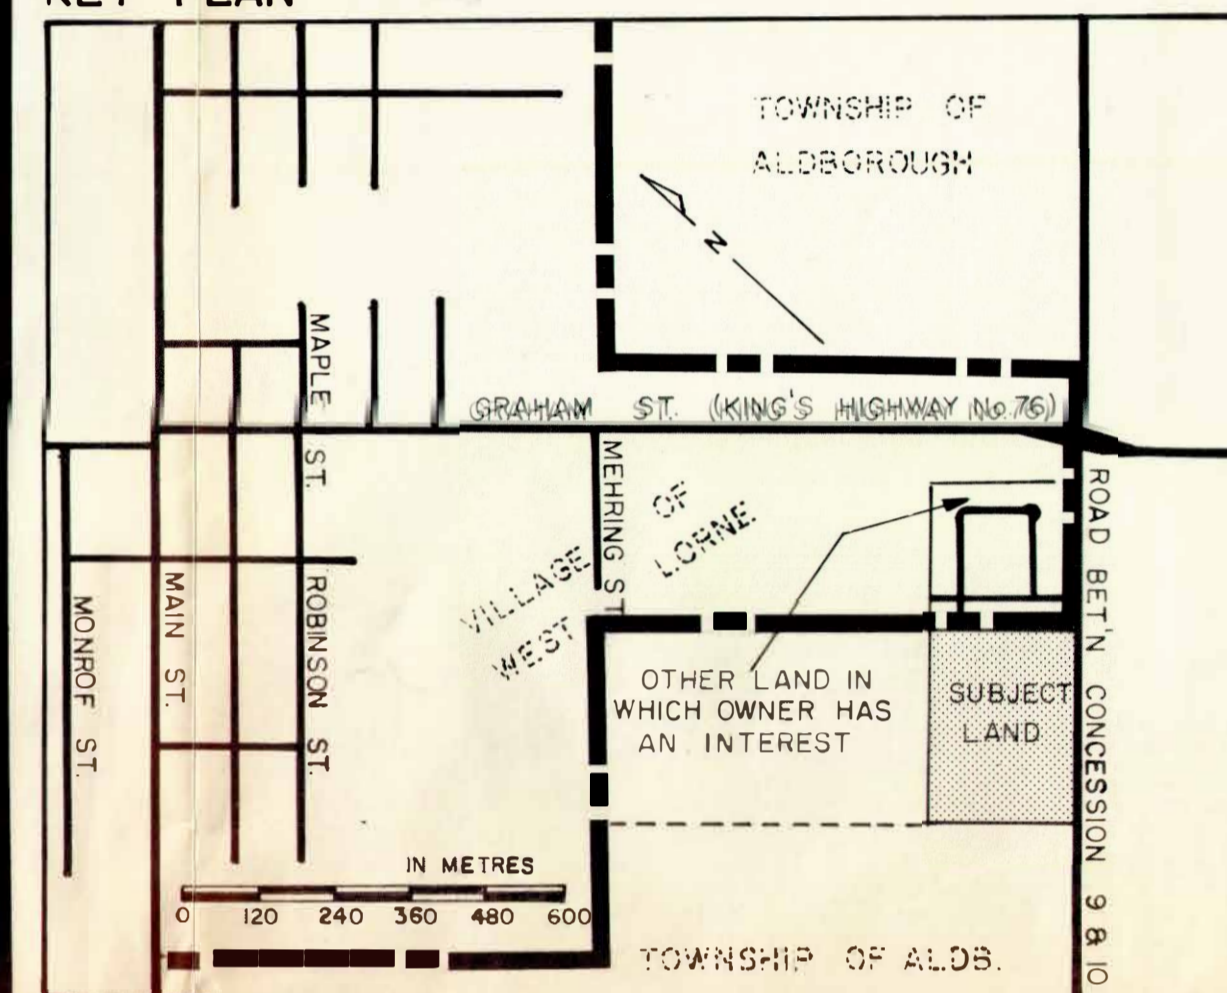 KEY PLAN
TOWNSHIP OF
ALDBOROUGH
N
MAPLE ST.
GRAHAM ST. (KING'S HIGHWAY No. 76)
MEHRING ST.
VILLAGE OF
WEST LORNE
ROAD BET'N CONCESSION 9 & 10
MONROF ST.
MAIN ST.
ROBINSON ST.
OTHER LAND IN
WHICH OWNER HAS
AN INTEREST
SUBJECT
LAND
IN METRES
0 120 240 360 480 600
TOWNSHIP OF ALDB.